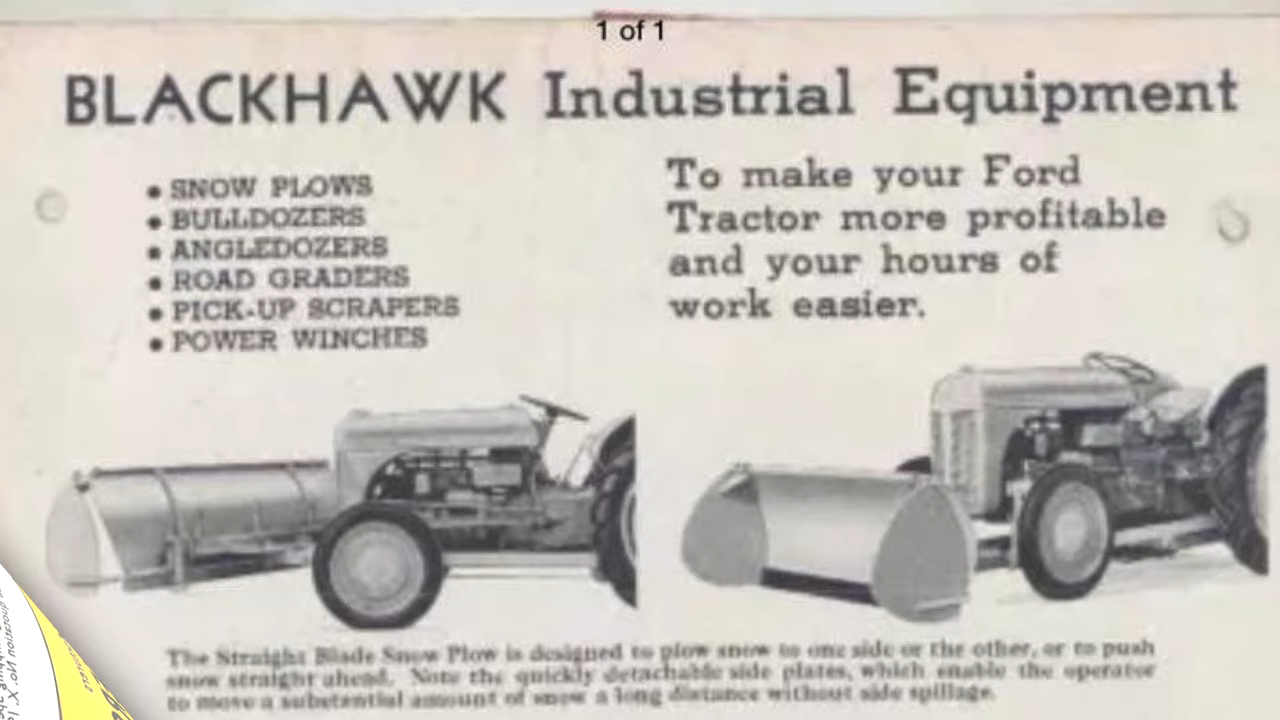 1 of 1
BLACKHAWK Industrial Equipment
• SNOW PLOWS
• BULLDOZERS
• ANGLEDOZERS
• ROAD GRADERS
• PICK-UP SCRAPERS
• POWER WINCHES
To make your Ford
Tractor more profitable
and your hours of
work easier.
The Straight Blade Snow Plow is designed to plow snow to one side or the other, or to push
snow straight ahead. Note the quickly detachable side plates, which enable the operator
to move a substantial amount of snow a long distance without side spillage.